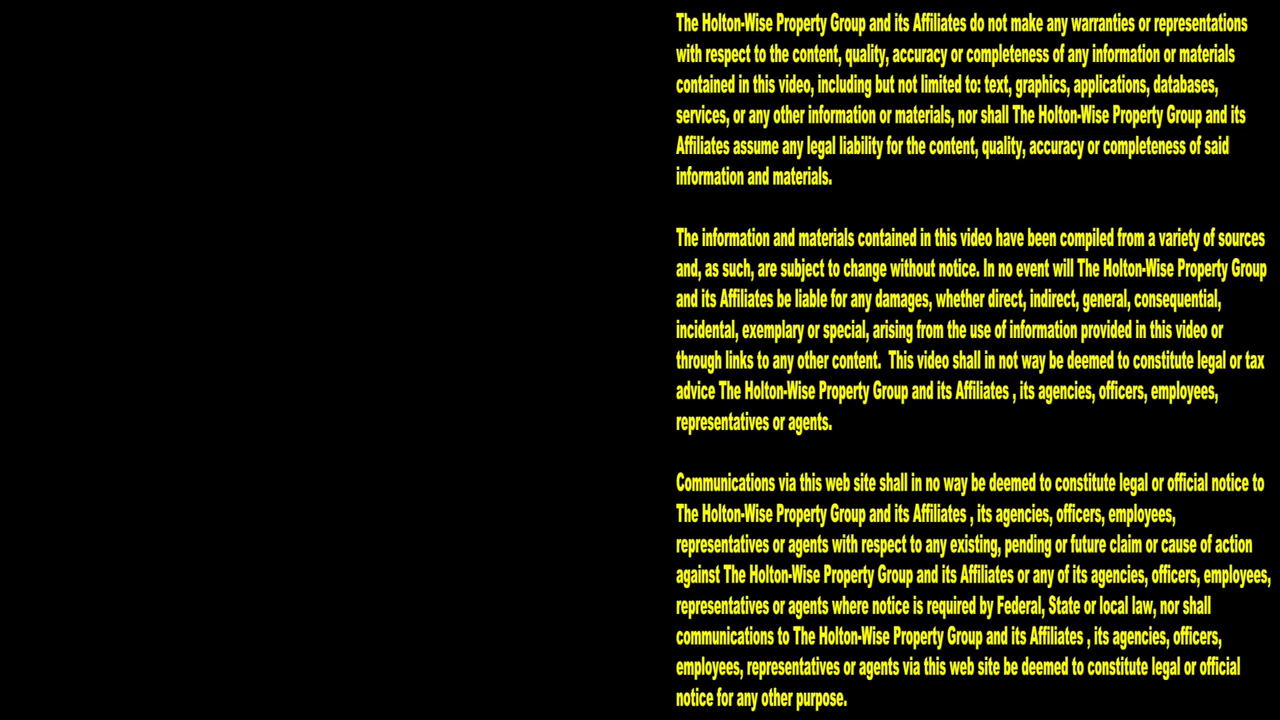 The Holton-Wise Property Group and its Affiliates do not make any warranties or representations
with respect to the content, quality, accuracy or completeness of any information or materials
contained in this video, including but not limited to: text, graphics, applications, databases,
services, or any other information or materials, nor shall The Holton-Wise Property Group and its
Affiliates assume any legal liability for the content, quality, accuracy or completeness of said
information and materials.
The information and materials contained in this video have been compiled from a variety of sources
and, as such, are subject to change without notice. In no event will The Holton-Wise Property Group
and its Affiliates be liable for any damages, whether direct, indirect, general, consequential,
incidental, exemplary or special, arising from the use of information provided in this video or
through links to any other content.  This video shall in not way be deemed to constitute legal or tax
advice The Holton-Wise Property Group and its Affiliates , its agencies, officers, employees,
representatives or agents.
Communications via this web site shall in no way be deemed to constitute legal or official notice to
The Holton-Wise Property Group and its Affiliates , its agencies, officers, employees,
representatives or agents with respect to any existing, pending or future claim or cause of action
against The Holton-Wise Property Group and its Affiliates or any of its agencies, officers, employees,
representatives or agents where notice is required by Federal, State or local law, nor shall
communications to The Holton-Wise Property Group and its Affiliates , its agencies, officers,
employees, representatives or agents via this web site be deemed to constitute legal or official
notice for any other purpose.